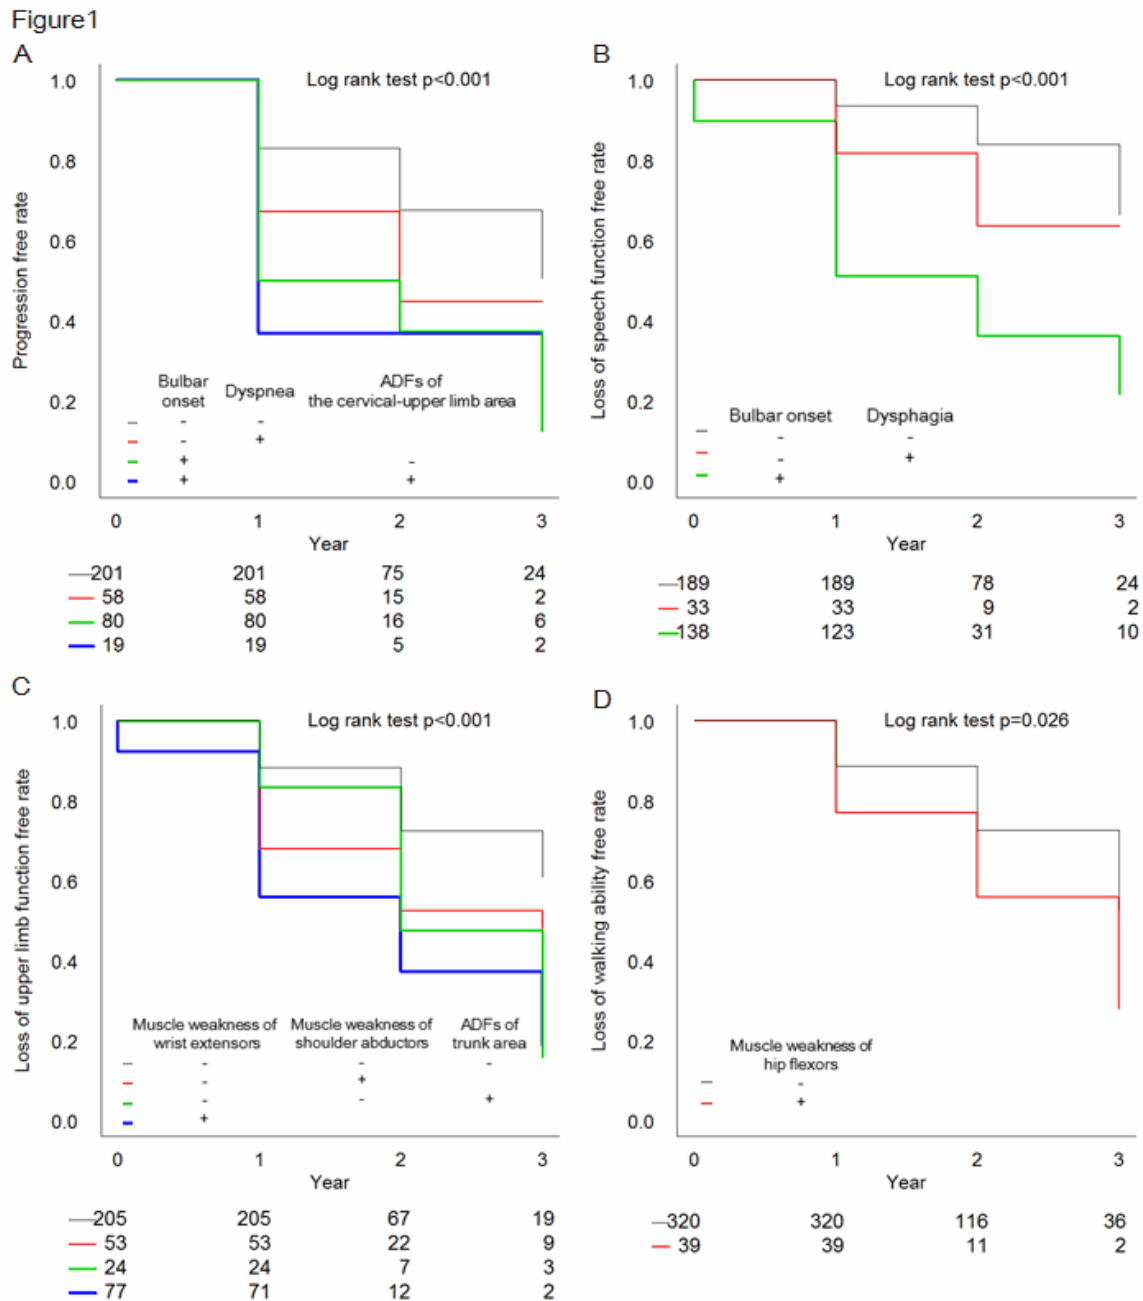 Figure1
A
Log rank test p<0.001
Progression free rate
1.0
0.8
0.6
0.4
0.2
0.0
Bulbar onset Dyspnea ADFs of the cervical-upper limb area
- -
- +
+ -
+ +
0 1 2 3
Year
201 201 75 24
58 58 15 2
80 80 16 6
19 19 5 2
B
Log rank test p<0.001
Loss of speech function free rate
1.0
0.8
0.6
0.4
0.2
0.0
Bulbar onset Dysphagia
- -
- +
+
0 1 2 3
Year
189 189 78 24
33 33 9 2
138 123 31 10
C
Log rank test p<0.001
Loss of upper limb function free rate
1.0
0.8
0.6
0.4
0.2
0.0
Muscle weakness of wrist extensors Muscle weakness of shoulder abductors ADFs of trunk area
- - -
- +
- - +
+
0 1 2 3
Year
205 205 67 19
53 53 22 9
24 24 7 3
77 71 12 2
D
Log rank test p=0.026
Loss of walking ability free rate
1.0
0.8
0.6
0.4
0.2
0.0
Muscle weakness of hip flexors
-
+
0 1 2 3
Year
320 320 116 36
39 39 11 2